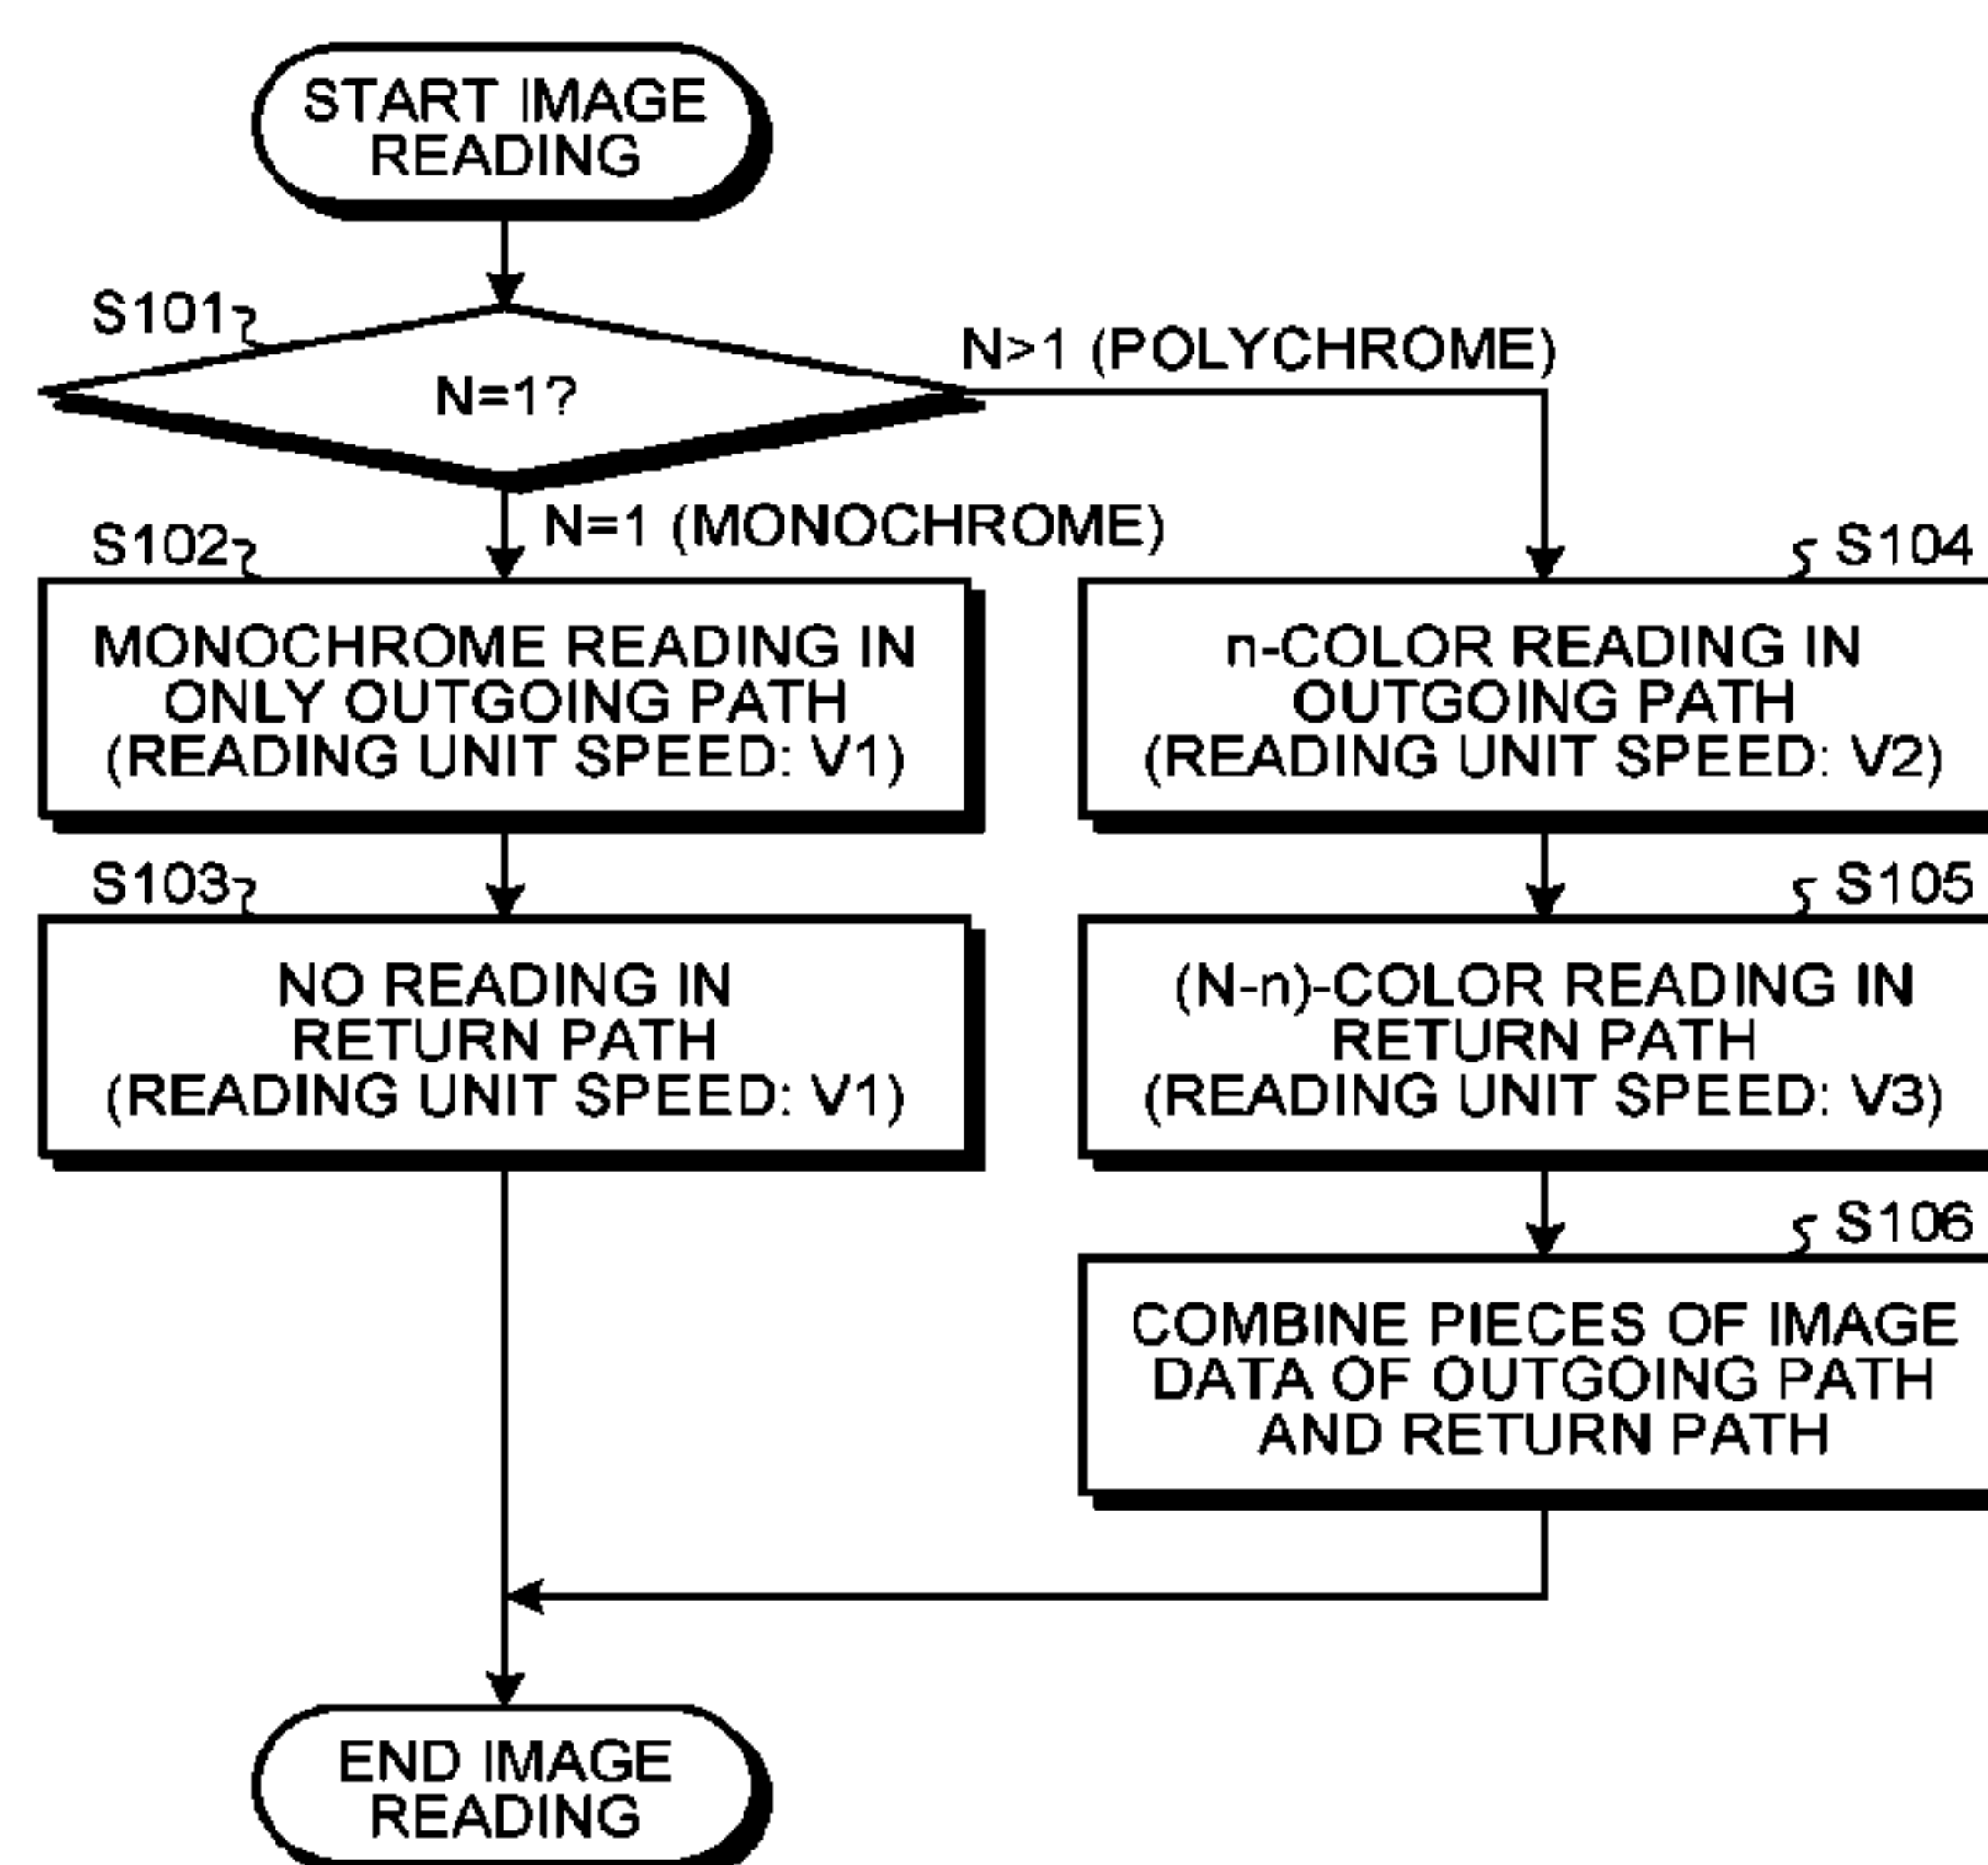 START IMAGE
READING
S101
N=1?
N>1 (POLYCHROME)
N=1 (MONOCHROME)
S102
MONOCHROME READING IN
ONLY OUTGOING PATH
(READING UNIT SPEED: V1)
S103
NO READING IN
RETURN PATH
(READING UNIT SPEED: V1)
S104
n-COLOR READING IN
OUTGOING PATH
(READING UNIT SPEED: V2)
S105
(N-n)-COLOR READING IN
RETURN PATH
(READING UNIT SPEED: V3)
S106
COMBINE PIECES OF IMAGE
DATA OF OUTGOING PATH
AND RETURN PATH
END IMAGE
READING